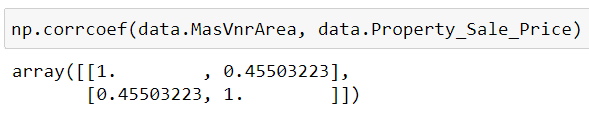 np.corrcoef(data.MasVnrArea, data.Property_Sale_Price)
array([[1.        , 0.45503223],
       [0.45503223, 1.        ]])